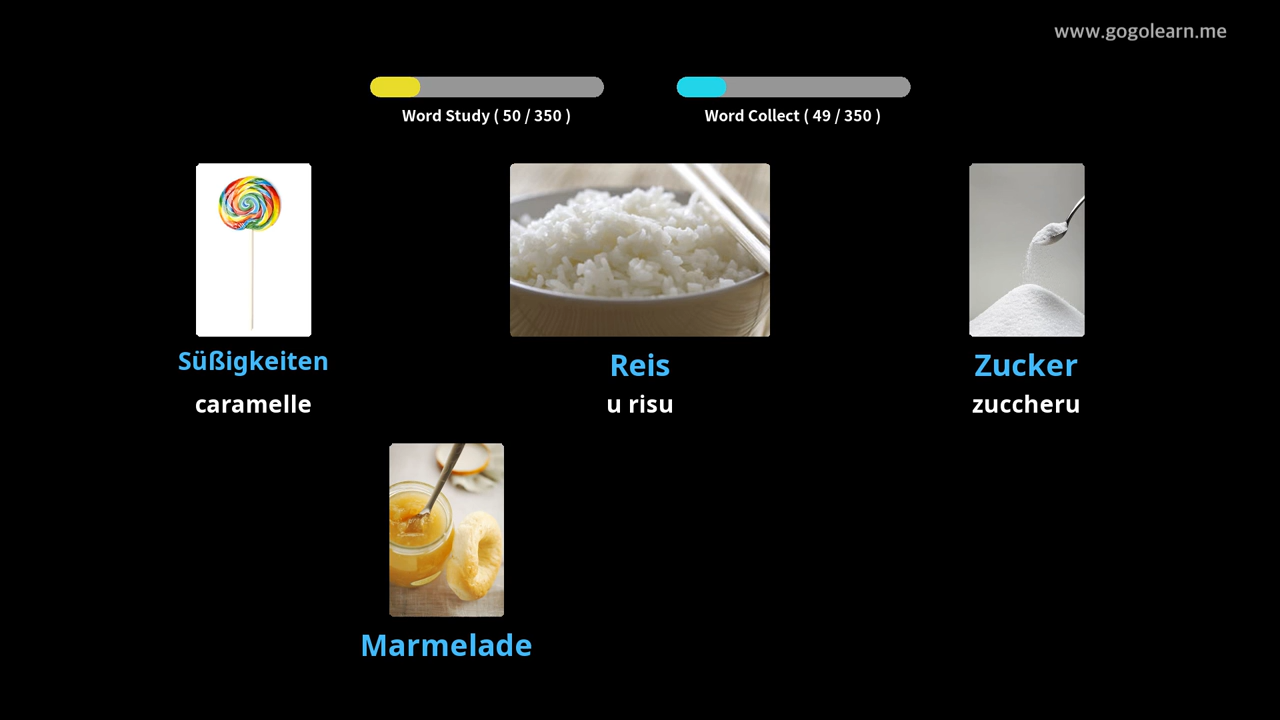 www.gogolearn.me
Word Study ( 50 / 350 )
Word Collect ( 49 / 350 )
Süßigkeiten
Reis
Zucker
caramelle
u risu
zuccheru
Marmelade